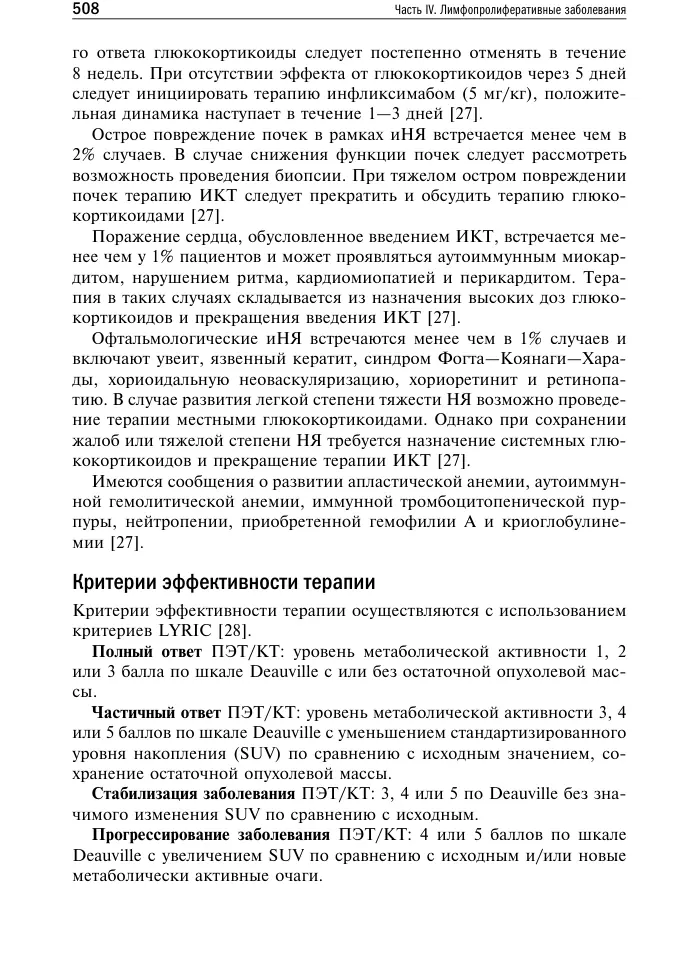 508
Часть IV. Лимфопролиферативные заболевания
го ответа глюкокортикоиды следует постепенно отменять в течение
8 недель. При отсутствии эффекта от глюкокортикоидов через 5 дней
следует инициировать терапию инфликсимабом (5 мг/кг), положите-
льная динамика наступает в течение 1—3 дней [27].
Острое повреждение почек в рамках иНЯ встречается менее чем в
2% случаев. В случае снижения функции почек следует рассмотреть
возможность проведения биопсии. При тяжелом остром повреждении
почек терапию ИКТ следует прекратить и обсудить терапию глюко-
кортикоидами [27].
Поражение сердца, обусловленное введением ИКТ, встречается ме-
нее чем у 1% пациентов и может проявляться аутоиммунным миокар-
дитом, нарушением ритма, кардиомиопатией и перикардитом. Тера-
пия в таких случаях складывается из назначения высоких доз глюко-
кортикоидов и прекращения введения ИКТ [27].
Офтальмологические иНЯ встречаются менее чем в 1% случаев и
включают увеит, язвенный кератит, синдром Фогта—Коянаги—Хара-
ды, хориоидальную неоваскуляризацию, хориоретинит и ретинопа-
тию. В случае развития легкой степени тяжести НЯ возможно проведе-
ние терапии местными глюкокортикоидами. Однако при сохранении
жалоб или тяжелой степени НЯ требуется назначение системных глю-
кокортикоидов и прекращение терапии ИКТ [27].
Имеются сообщения о развитии апластической анемии, аутоиммун-
ной гемолитической анемии, иммунной тромбоцитопенической пур-
пуры, нейтропении, приобретенной гемофилии А и криоглобулине-
мии [27].
Критерии эффективности терапии
Критерии эффективности терапии осуществляются с использованием
критериев LYRIC [28].
Полный ответ ПЭТ/КТ: уровень метаболической активности 1, 2
или 3 балла по шкале Deauville с или без остаточной опухолевой мас-
сы.
Частичный ответ ПЭТ/КТ: уровень метаболической активности 3, 4
или 5 баллов по шкале Deauville с уменьшением стандартизированного
уровня накопления (SUV) по сравнению с исходным значением, со-
хранение остаточной опухолевой массы.
Стабилизация заболевания ПЭТ/КТ: 3, 4 или 5 по Deauville без зна-
чимого изменения SUV по сравнению с исходным.
Прогрессирование заболевания ПЭТ/КТ: 4 или 5 баллов по шкале
Deauville с увеличением SUV по сравнению с исходным и/или новые
метаболически активные очаги.